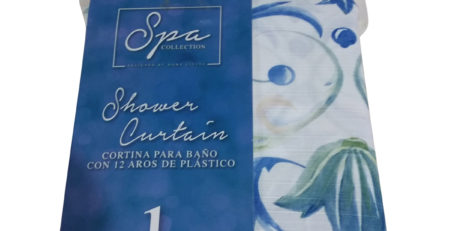 Spa
COLLECTION
Shower
Curtain
CORTINA PARA BAÑO
CON 12 AROS DE PLÁSTICO
1